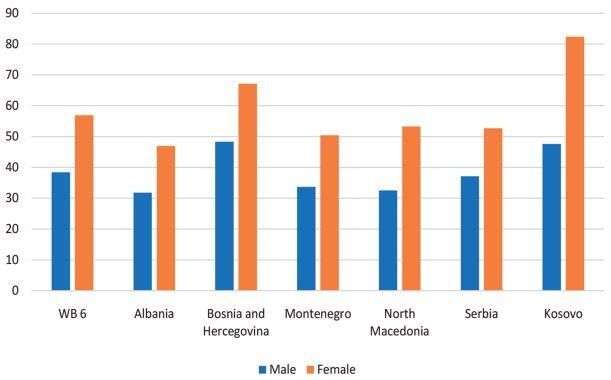 90
80
70
60
50
40
30
20
10
0
WB 6
Albania
Bosnia and
Hercegovina
Montenegro
North
Macedonia
Serbia
Kosovo
Male
Female